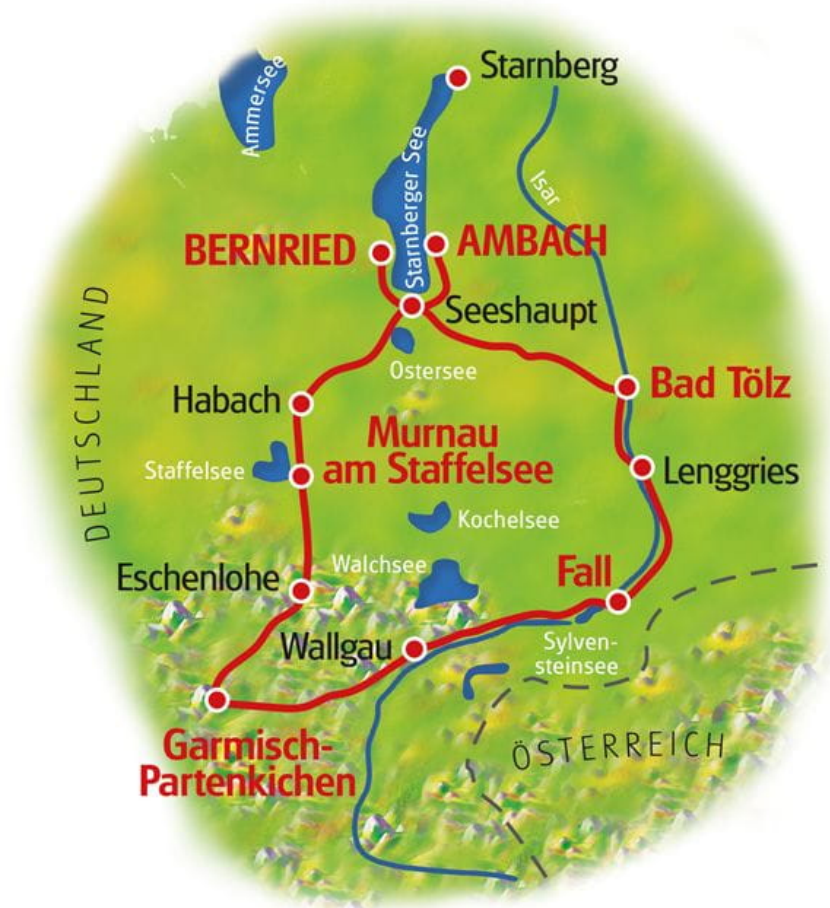 Starnberg
Ammersee
Starnberger See
Isar
BERNRIED
AMBACH
Seeshaupt
Ostersee
DEUTSCHLAND
Bad Tölz
Habach
Murnau
am Staffelsee
Staffelsee
Lenggries
Kochelsee
Walchsee
Fall
Eschenlohe
Wallgau
Sylven-
steinsee
Garmisch-
Partenkichen
ÖSTERREICH